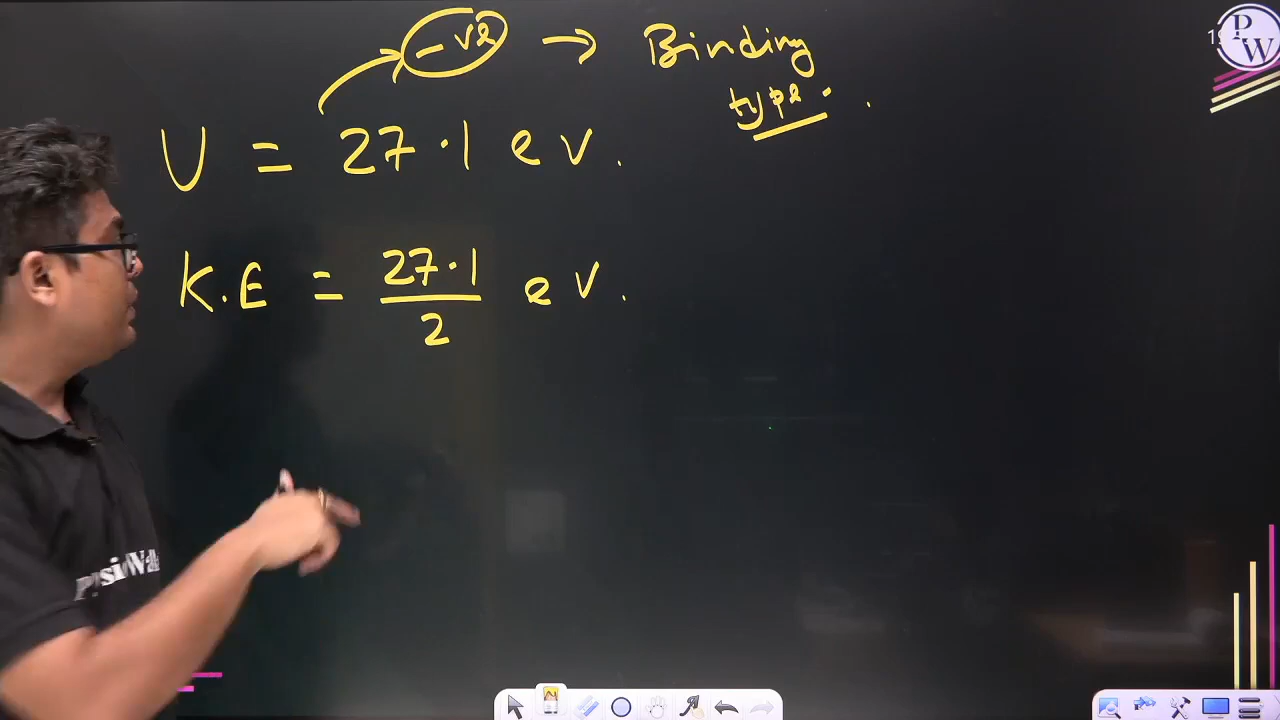 -ve → Binding
type.
U = 27.1 eV.
K.E = 27.1/2 eV.
PW